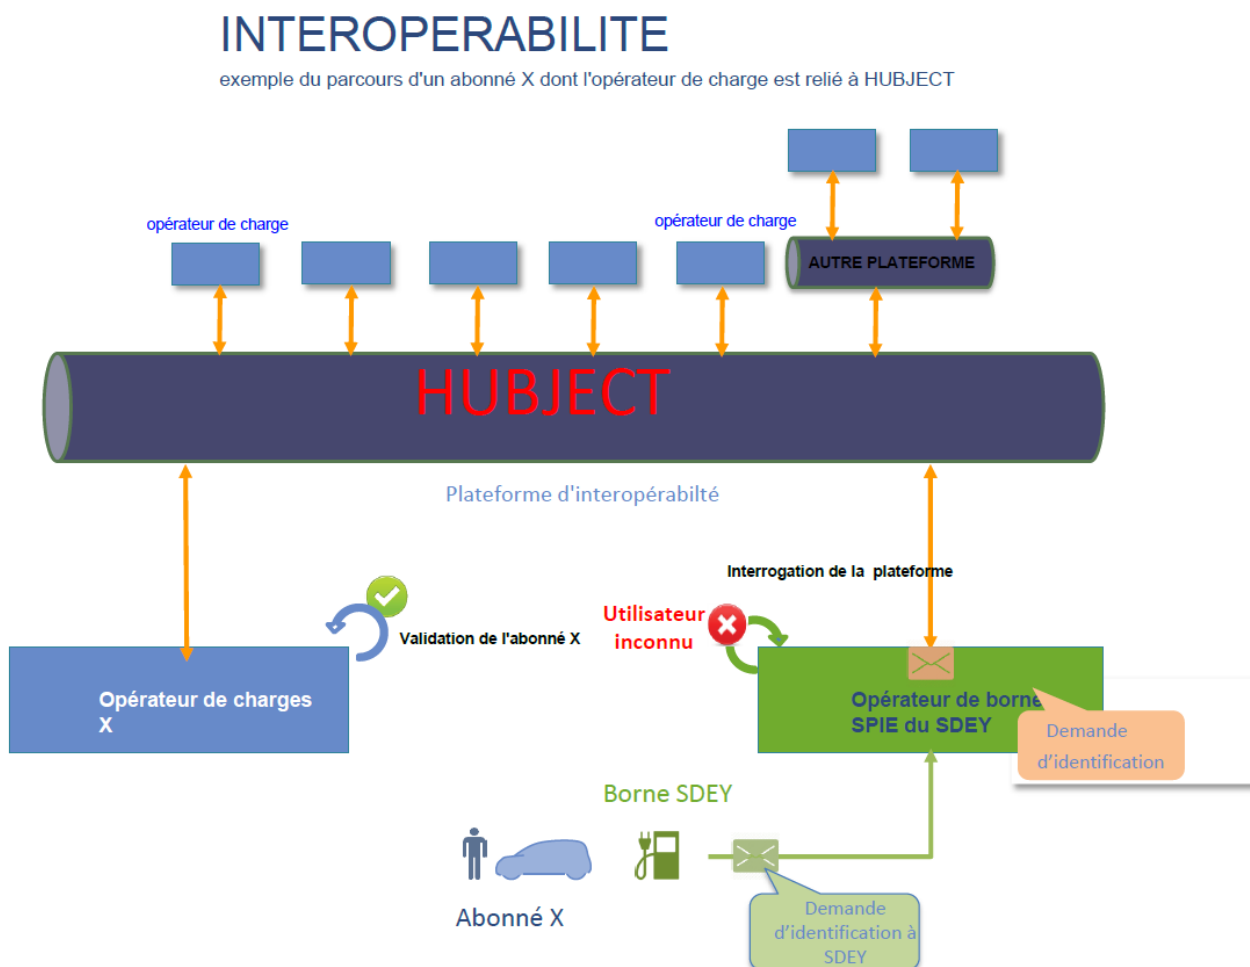 INTEROPERABILITE
exemple du parcours d'un abonné X dont l'opérateur de charge est relié à HUBJECT
opérateur de charge
opérateur de charge
AUTRE PLATEFORME
HUBJECT
Plateforme d'interopérabilté
Interrogation de la plateforme
Utilisateur
inconnu
Validation de l'abonné X
Opérateur de charges
X
Opérateur de borne
SPIE du SDEY
Demande
d'identification
Borne SDEY
Abonné X
Demande
d'identification à
SDEY